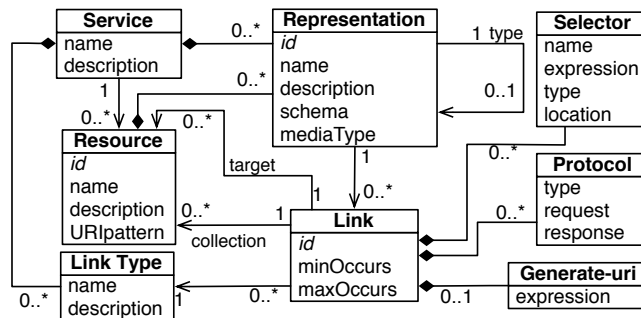 Service
name
description
Representation
id
name
description
schema
mediaType
Selector
name
expression
type
location
Resource
id
name
description
URIpattern
Protocol
type
request
response
Link
id
minOccurs
maxOccurs
Link Type
name
description
Generate-uri
expression
0..*
0..*
1 type
0..1
1
0..*
0..*
target
1
0..*
0..*
0..*
0..*
1
1
collection
0..*
1
0..*
0..1